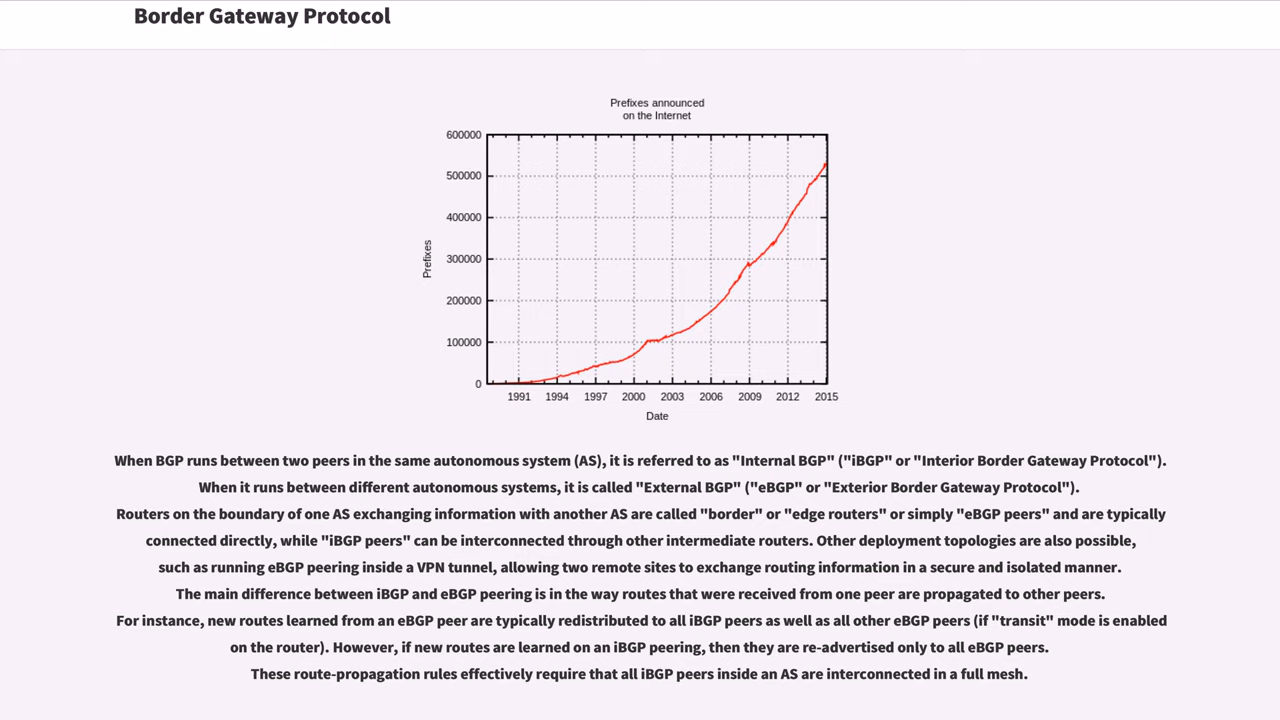 Border Gateway Protocol
Prefixes announced
on the Internet
600000
500000
400000
300000
200000
100000
0
Prefixes
1991 1994 1997 2000 2003 2006 2009 2012 2015
Date
When BGP runs between two peers in the same autonomous system (AS), it is referred to as "Internal BGP" ("iBGP" or "Interior Border Gateway Protocol").
When it runs between different autonomous systems, it is called "External BGP" ("eBGP" or "Exterior Border Gateway Protocol").
Routers on the boundary of one AS exchanging information with another AS are called "border" or "edge routers" or simply "eBGP peers" and are typically
connected directly, while "iBGP peers" can be interconnected through other intermediate routers. Other deployment topologies are also possible,
such as running eBGP peering inside a VPN tunnel, allowing two remote sites to exchange routing information in a secure and isolated manner.
The main difference between iBGP and eBGP peering is in the way routes that were received from one peer are propagated to other peers.
For instance, new routes learned from an eBGP peer are typically redistributed to all iBGP peers as well as all other eBGP peers (if "transit" mode is enabled
on the router). However, if new routes are learned on an iBGP peering, then they are re-advertised only to all eBGP peers.
These route-propagation rules effectively require that all iBGP peers inside an AS are interconnected in a full mesh.